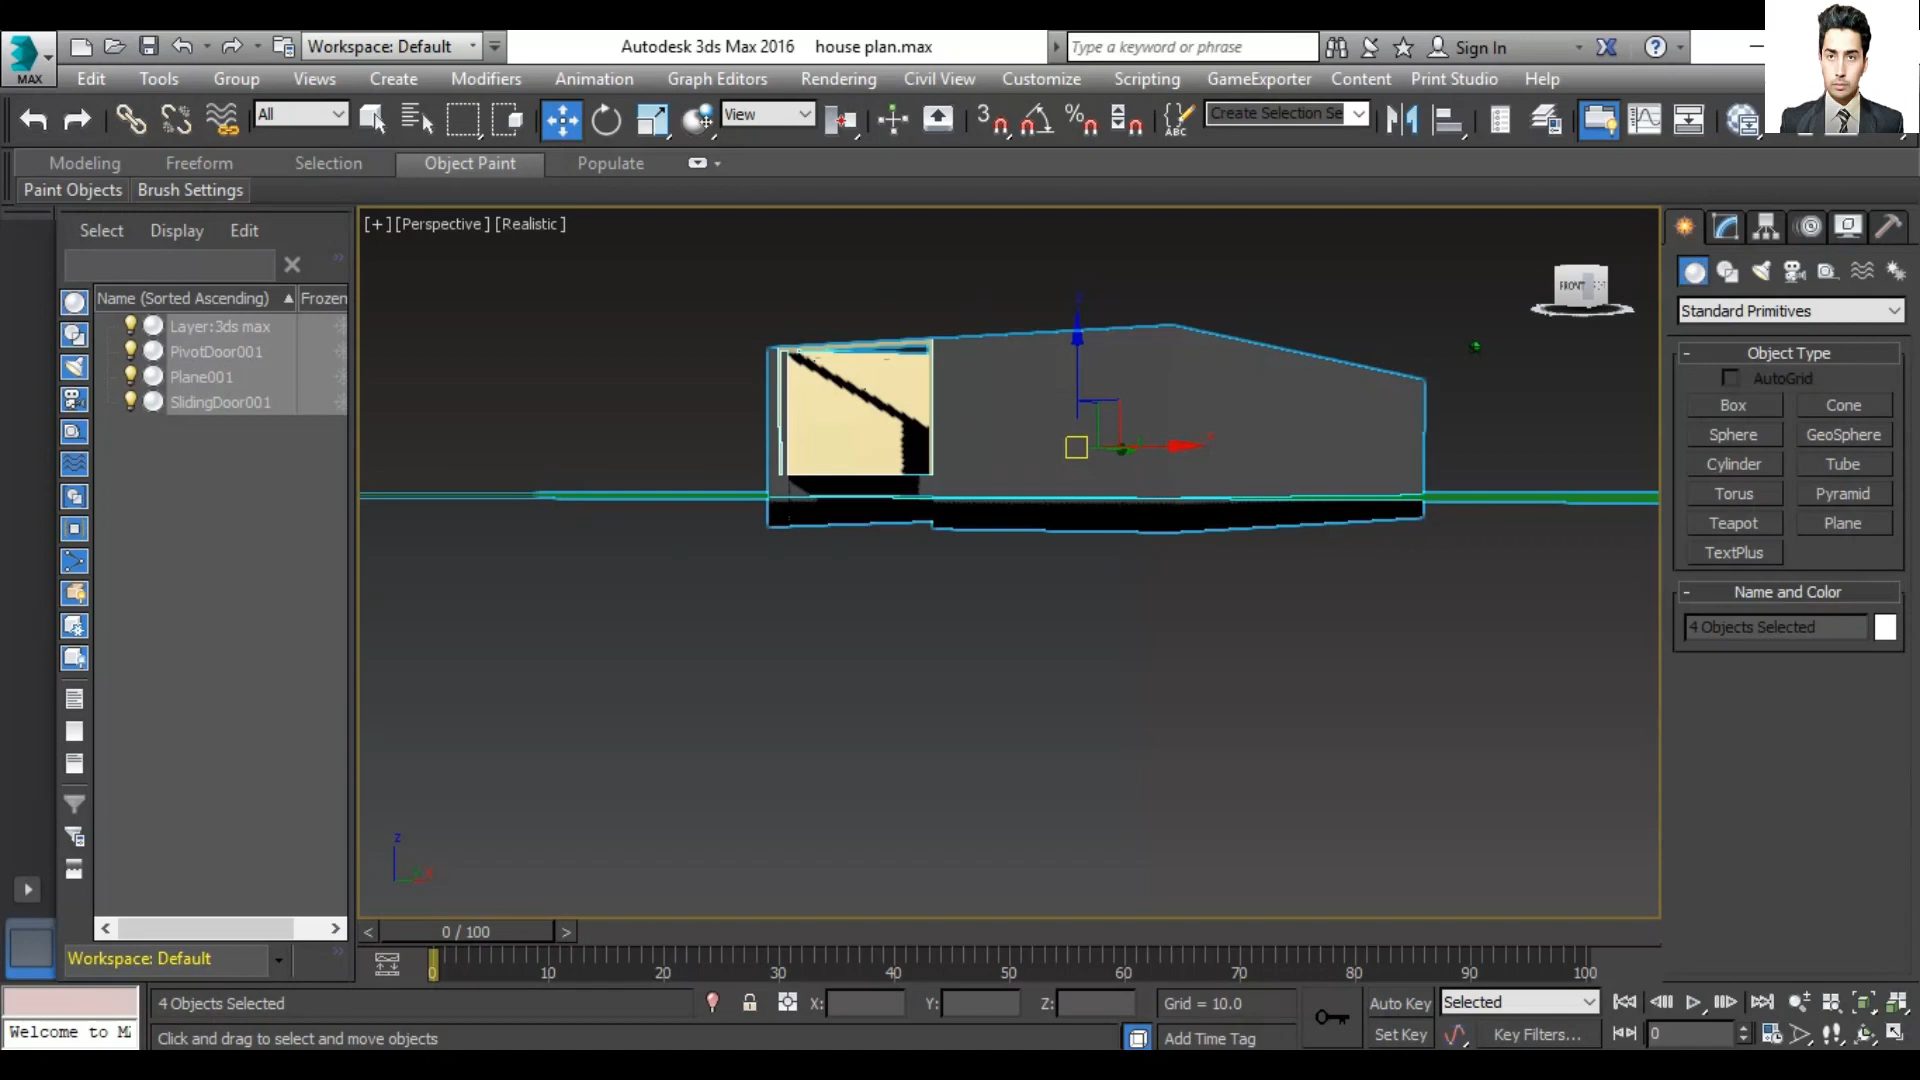 Workspace: Default
Autodesk 3ds Max 2016 house plan.max
Type a keyword or phrase
Sign In
MAX
Edit Tools Group Views Create Modifiers Animation Graph Editors Rendering Civil View Customize Scripting GameExporter Content Print Studio Help
All
View
3
%
ABC
Create Selection Se
Modeling Freeform Selection Object Paint Populate
Paint Objects Brush Settings
Select Display Edit
[+] [Perspective] [Realistic]
FRONT
Name (Sorted Ascending) Frozen
Layer:3ds max
PivotDoor001
Plane001
SlidingDoor001
Standard Primitives
- Object Type
AutoGrid
Box Cone
Sphere GeoSphere
Cylinder Tube
Torus Pyramid
Teapot Plane
TextPlus
- Name and Color
4 Objects Selected
z
x
< 0 / 100 >
Workspace: Default
0 10 20 30 40 50 60 70 80 90 100
4 Objects Selected
X: Y: Z:
Grid = 10.0
Auto Key
Selected
Welcome to M
Click and drag to select and move objects
Add Time Tag
Set Key
Key Filters...
0